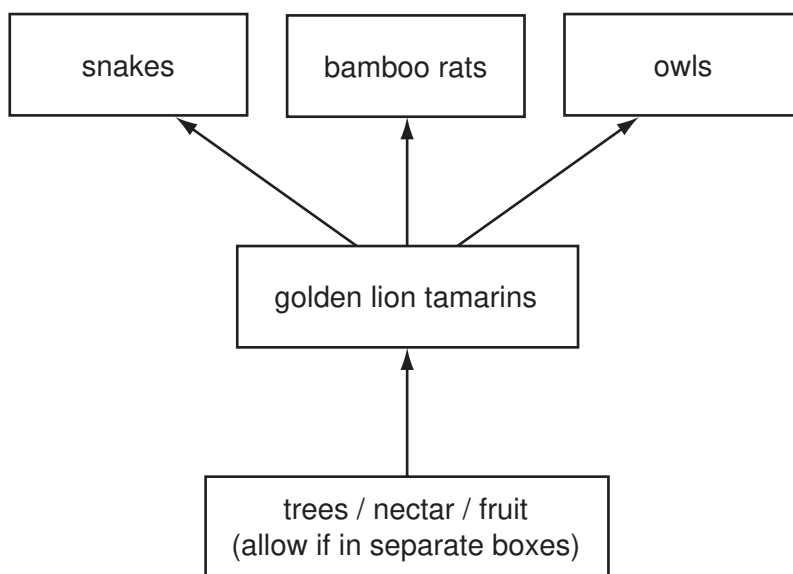 snakes
bamboo rats
owls
golden lion tamarins
trees / nectar / fruit
(allow if in separate boxes)